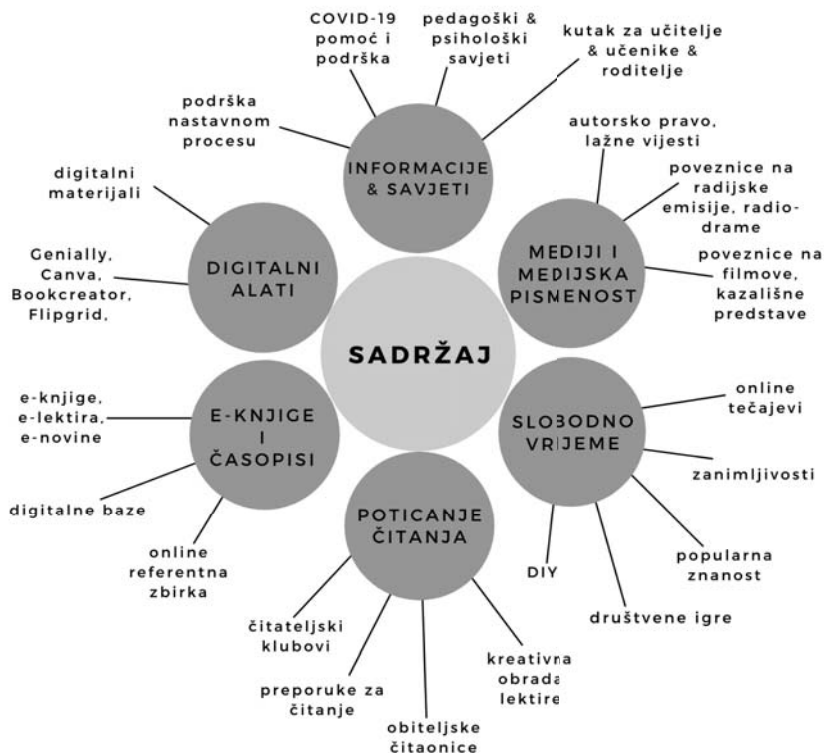 COVID-19
pomoć i
podrška
pedagoški &
psihološki
savjeti
kutak za učitelje
& učenike &
roditelje
podrška
nastavnom
procesu
INFORMACIJE
& SAVJETI
autorsko pravo,
lažne vijesti
poveznice na
radijske
emisije, radio-
drame
poveznice na
filmove,
kazališne
predstave
MEDIJI I
MEDIJSKA
PISMENOST
digitalni
materijali
Genially,
Canva,
Bookcreator,
Flipgrid,
DIGITALNI
ALATI
SADRŽAJ
e-knjige,
e-lektira,
e-novine
digitalne baze
online
referentna
zbirka
E-KNJIGE
I
ČASOPISI
SLOBODNO
VRIJEME
online
tečajevi
zanimljivosti
popularna
znanost
društvene igre
DIY
POTICANJE
ČITANJA
čitateljski
klubovi
preporuke za
čitanje
obiteljske
čitaonice
kreativna
obrada
lektire